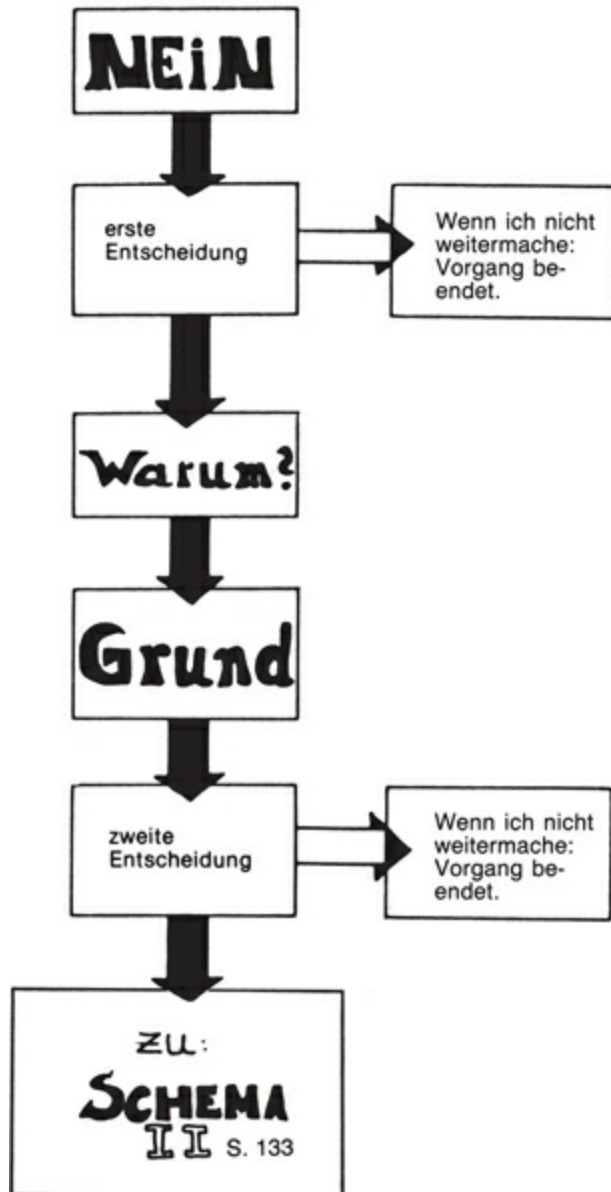 NEiN
erste
Entscheidung
Wenn ich nicht
weitermache:
Vorgang be-
endet.
Warum?
Grund
zweite
Entscheidung
Wenn ich nicht
weitermache:
Vorgang be-
endet.
ZU:
SCHEMA
II S. 133